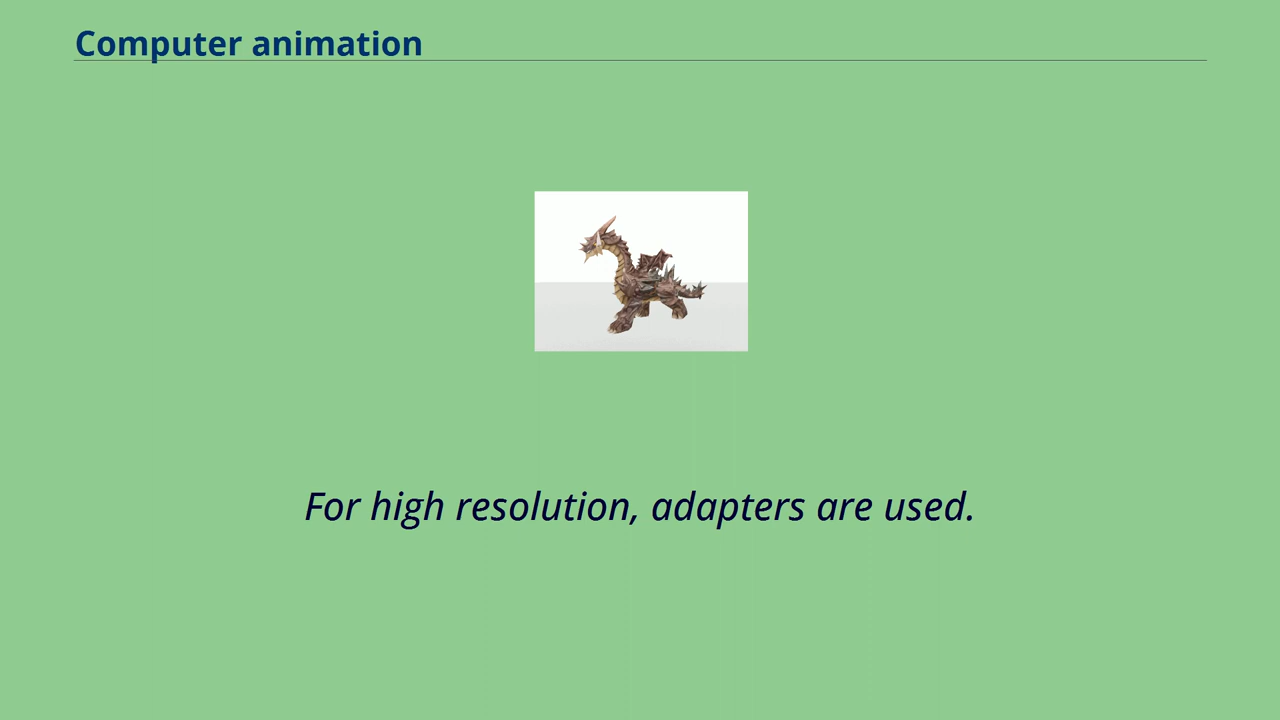 Computer animation
For high resolution, adapters are used.